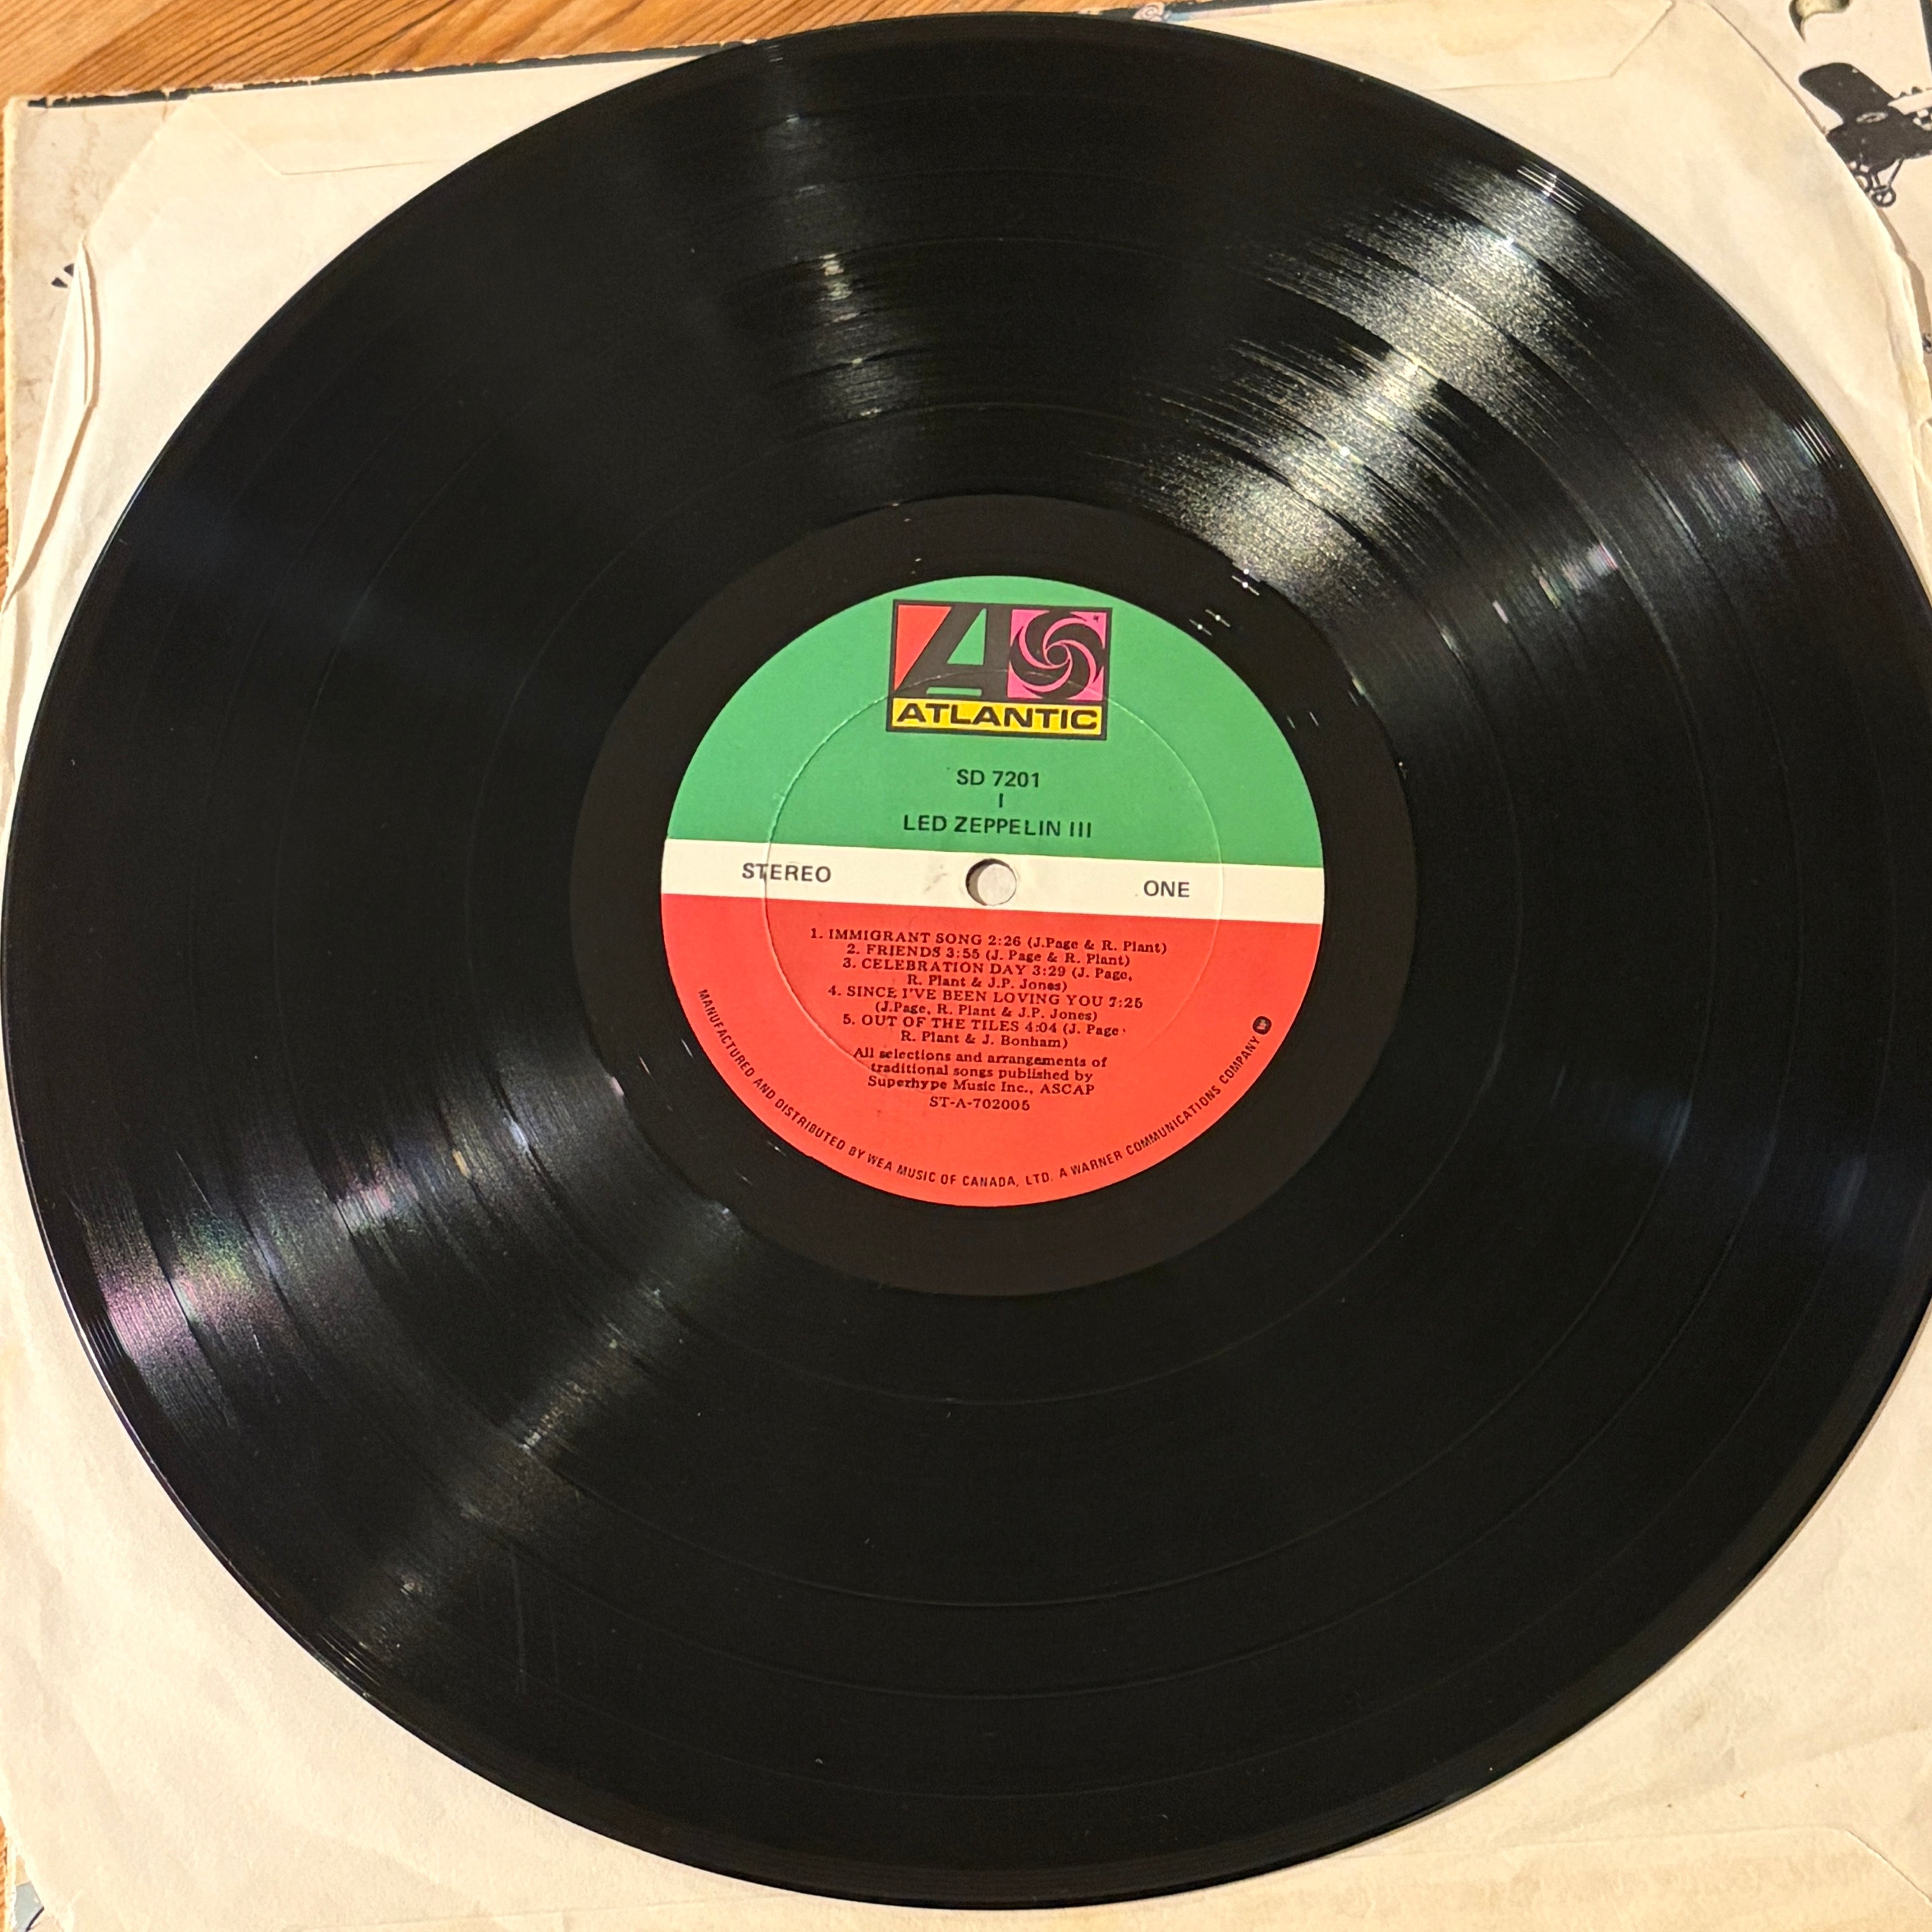 ATLANTIC
SD 7201
I
LED ZEPPELIN III
STEREO
ONE
1. IMMIGRANT SONG 2:26 (J.Page & R. Plant)
2. FRIENDS 3:55 (J. Page & R. Plant)
3. CELEBRATION DAY 3:29 (J. Page,
R. Plant & J.P. Jones)
4. SINCE I'VE BEEN LOVING YOU 7:25
(J.Page, R. Plant & J.P. Jones)
5. OUT OF THE TILES 4:04 (J. Page
R. Plant & J. Bonham)
All selections and arrangements of
traditional songs published by
Superhype Music Inc., ASCAP
ST-A-702005
MANUFACTURED AND DISTRIBUTED BY WEA MUSIC OF CANADA, LTD. A WARNER COMMUNICATIONS COMPANY